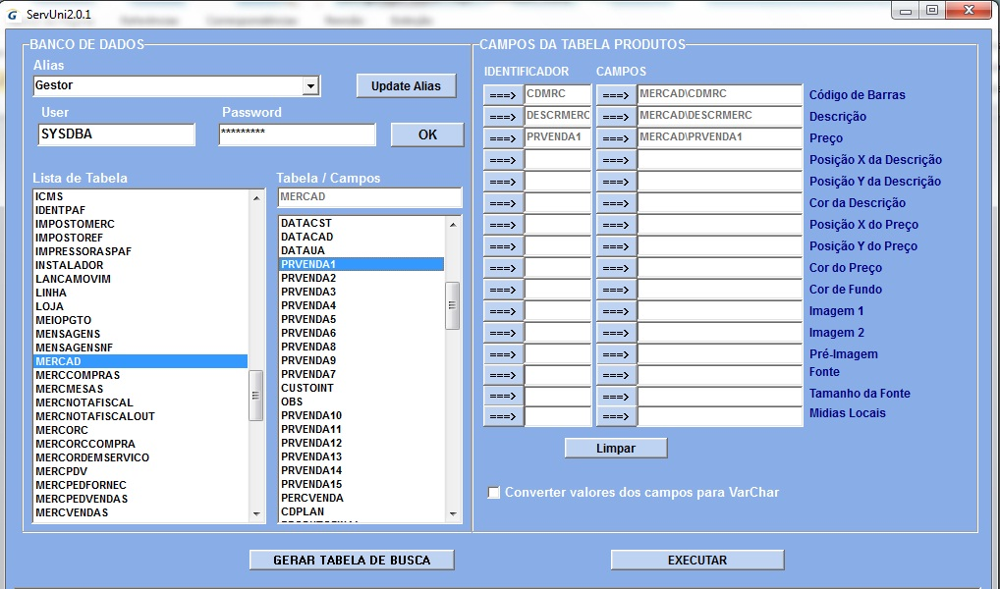 ServUni2.0.1
BANCO DE DADOS
Alias
Gestor
Update Alias
User
Password
SYSDBA
*********
OK
Lista de Tabela
ICMS
IDENTPAF
IMPOSTOMERC
IMPOSTOREF
IMPRESSORASPAF
INSTALADOR
LANCAMOVIM
LINHA
LOJA
MEIOPGTO
MENSAGENS
MENSAGENSNF
MERCAD
MERCCOMPRAS
MERCMESAS
MERCNOTAFISCAL
MERCNOTAFISCALOUT
MERCORC
MERCORCCOMPRA
MERCORDEMSERVICO
MERCPDV
MERCPEDFORNEC
MERCPEDVENDAS
MERCVENDAS
Tabela / Campos
MERCAD
DATACST
DATACAD
DATAUA
PRVENDA1
PRVENDA2
PRVENDA3
PRVENDA4
PRVENDA5
PRVENDA6
PRVENDA8
PRVENDA9
PRVENDA7
CUSTOINT
OBS
PRVENDA10
PRVENDA11
PRVENDA12
PRVENDA13
PRVENDA14
PRVENDA15
PERCVENDA
CDPLAN
CAMPOS DA TABELA PRODUTOS
IDENTIFICADOR CAMPOS
===> CDMRC ===> MERCAD\CDMRC Código de Barras
===> DESCRMERC ===> MERCAD\DESCRMERC Descrição
===> PRVENDA1 ===> MERCAD\PRVENDA1 Preço
===> ===> Posição X da Descrição
===> ===> Posição Y da Descrição
===> ===> Cor da Descrição
===> ===> Posição X do Preço
===> ===> Posição Y do Preço
===> ===> Cor do Preço
===> ===> Cor de Fundo
===> ===> Imagem 1
===> ===> Imagem 2
===> ===> Pré-Imagem
===> ===> Fonte
===> ===> Tamanho da Fonte
===> ===> Midias Locais
Limpar
Converter valores dos campos para VarChar
GERAR TABELA DE BUSCA
EXECUTAR